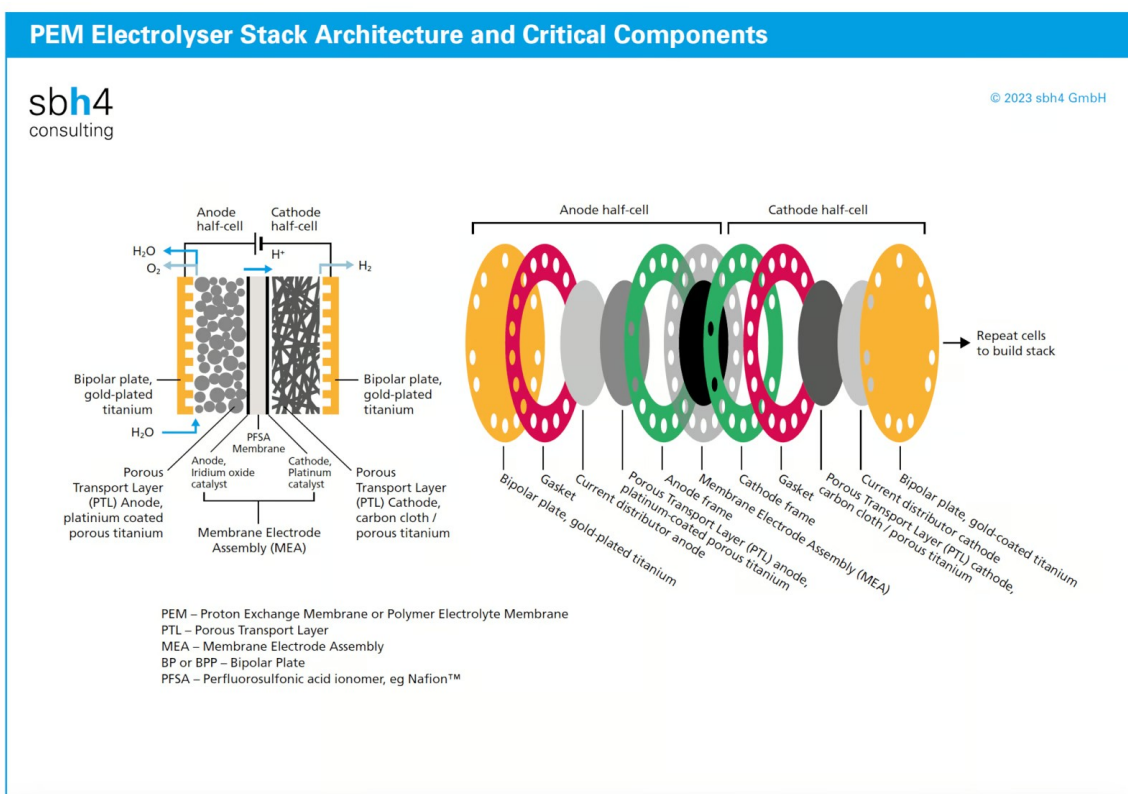 PEM Electrolyser Stack Architecture and Critical Components
sbh4
consulting
© 2023 sbh4 GmbH
Anode
half-cell
Cathode
half-cell
H₂O
O₂
H⁺
H₂
Bipolar plate,
gold-plated
titanium
Bipolar plate,
gold-plated
titanium
H₂O
PFSA
Membrane
Anode,
Iridium oxide
catalyst
Cathode,
Platinum
catalyst
Porous
Transport Layer
(PTL) Anode,
platinium coated
porous titanium
Porous
Transport Layer
(PTL) Cathode,
carbon cloth /
porous titanium
Membrane Electrode
Assembly (MEA)
Anode half-cell
Cathode half-cell
Repeat cells
to build stack
Bipolar plate, gold-plated titanium
Gasket
Current distributor anode
Porous Transport Layer (PTL) anode,
platinum-coated porous titanium
Anode frame
Membrane Electrode Assembly (MEA)
Cathode frame
Gasket
Porous Transport Layer (PTL) cathode,
carbon cloth / porous titanium
Current distributor cathode
Bipolar plate, gold-coated titanium
PEM – Proton Exchange Membrane or Polymer Electrolyte Membrane
PTL – Porous Transport Layer
MEA – Membrane Electrode Assembly
BP or BPP – Bipolar Plate
PFSA – Perfluorosulfonic acid ionomer, eg Nafion™